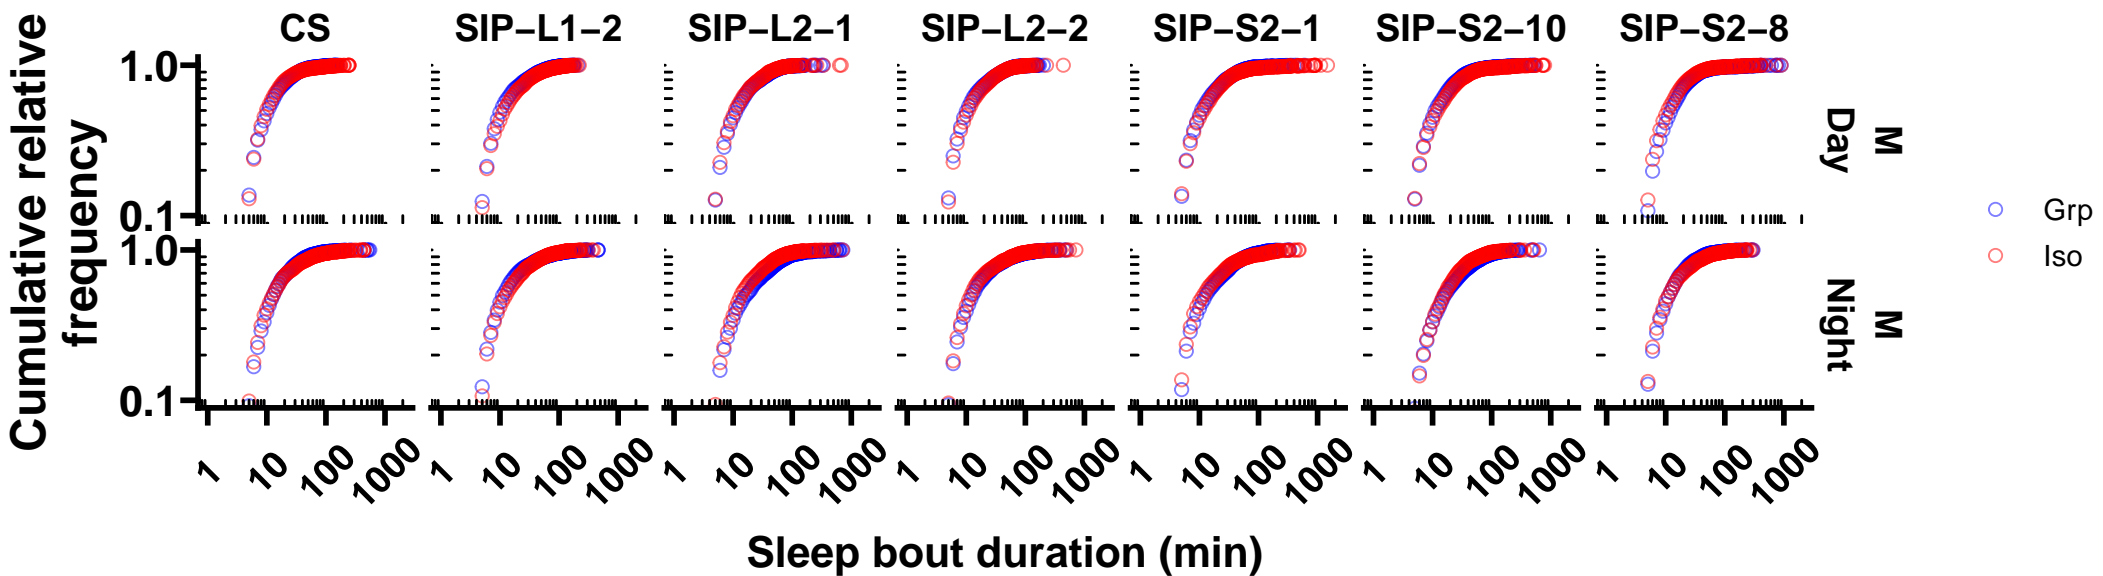 CS SIP–L1–2 SIP–L2–1 SIP–L2–2 SIP–S2–1 SIP–S2–10 SIP–S2–8
Cumulative relative
frequency
1.0
0.1
M
Day
1.0
0.1
M
Night
Grp
Iso
1 10 100 1000 1 10 100 1000 1 10 100 1000 1 10 100 1000 1 10 100 1000 1 10 100 1000 1 10 100 1000
Sleep bout duration (min)